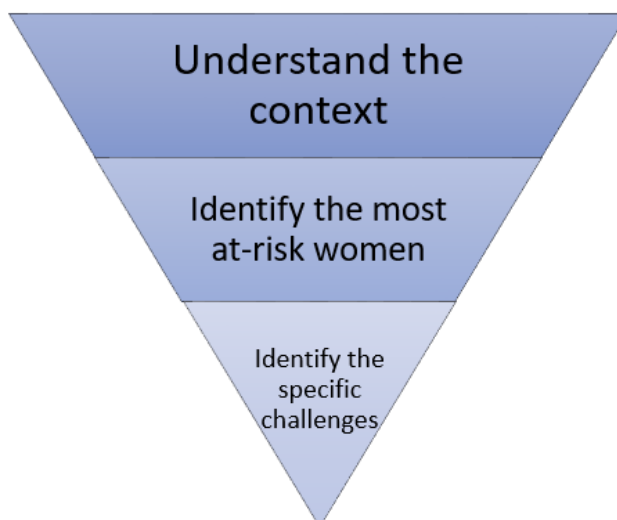 Understand the
context
Identify the most
at-risk women
Identify the
specific
challenges